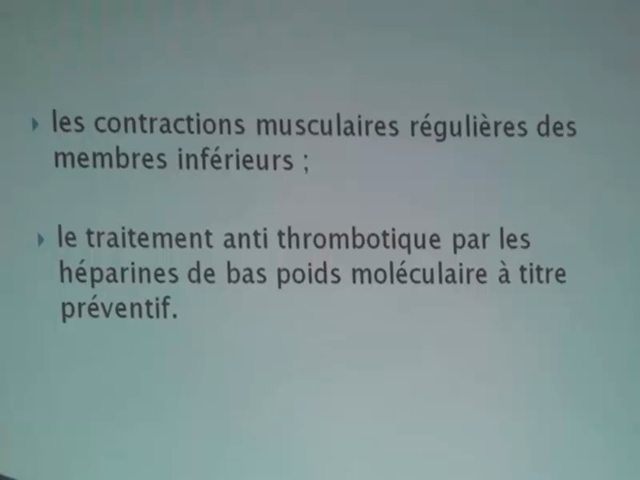 les contractions musculaires régulières des
membres inférieurs ;
le traitement anti thrombotique par les
héparines de bas poids moléculaire à titre
préventif.